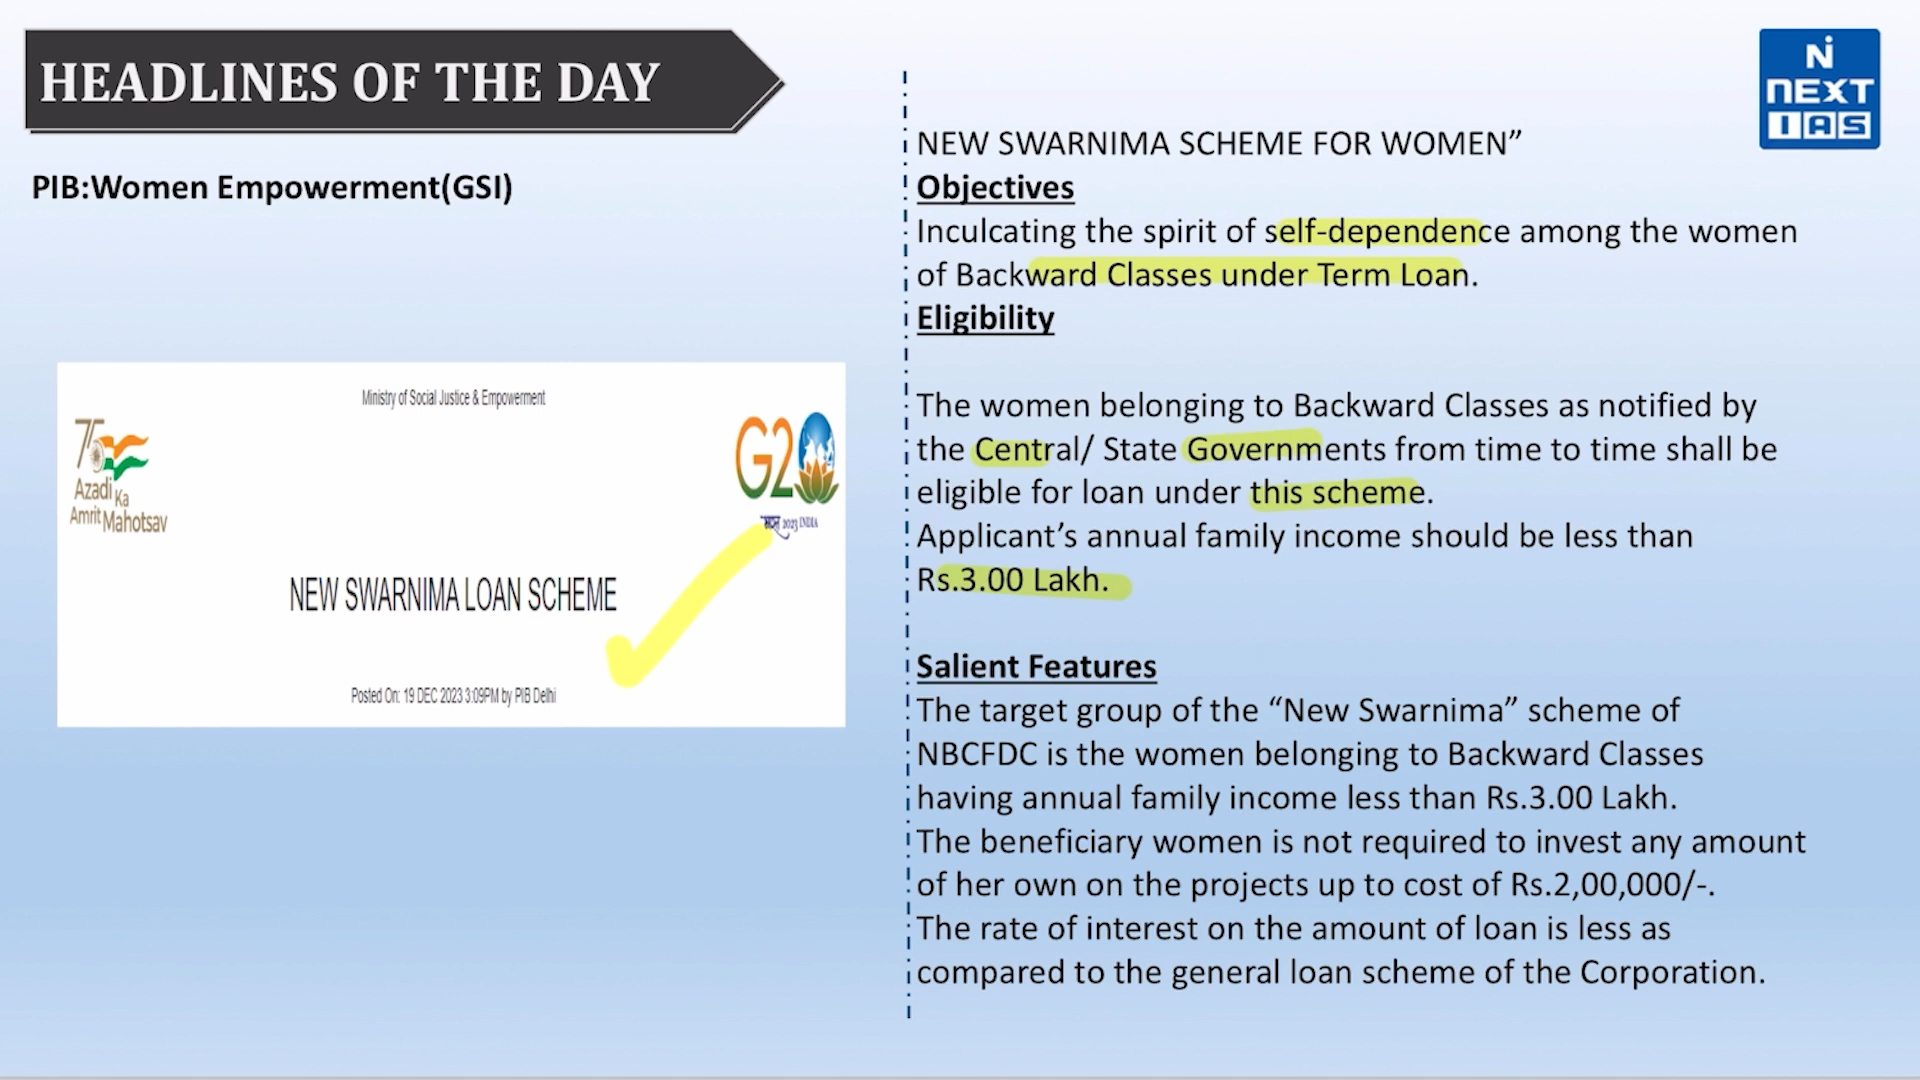 HEADLINES OF THE DAY
PIB:Women Empowerment(GSI)
Ministry of Social Justice & Empowerment
75
Azadi
Ka
Amrit Mahotsav
G20
2023 INDIA
NEW SWARNIMA LOAN SCHEME
Posted On: 19 DEC 2023 3:09PM by PIB Delhi
N
NEXT
IAS
NEW SWARNIMA SCHEME FOR WOMEN”
Objectives
Inculcating the spirit of self-dependence among the women
of Backward Classes under Term Loan.
Eligibility
The women belonging to Backward Classes as notified by
the Central/ State Governments from time to time shall be
eligible for loan under this scheme.
Applicant’s annual family income should be less than
Rs.3.00 Lakh.
Salient Features
The target group of the “New Swarnima” scheme of
NBCFDC is the women belonging to Backward Classes
having annual family income less than Rs.3.00 Lakh.
The beneficiary women is not required to invest any amount
of her own on the projects up to cost of Rs.2,00,000/-.
The rate of interest on the amount of loan is less as
compared to the general loan scheme of the Corporation.